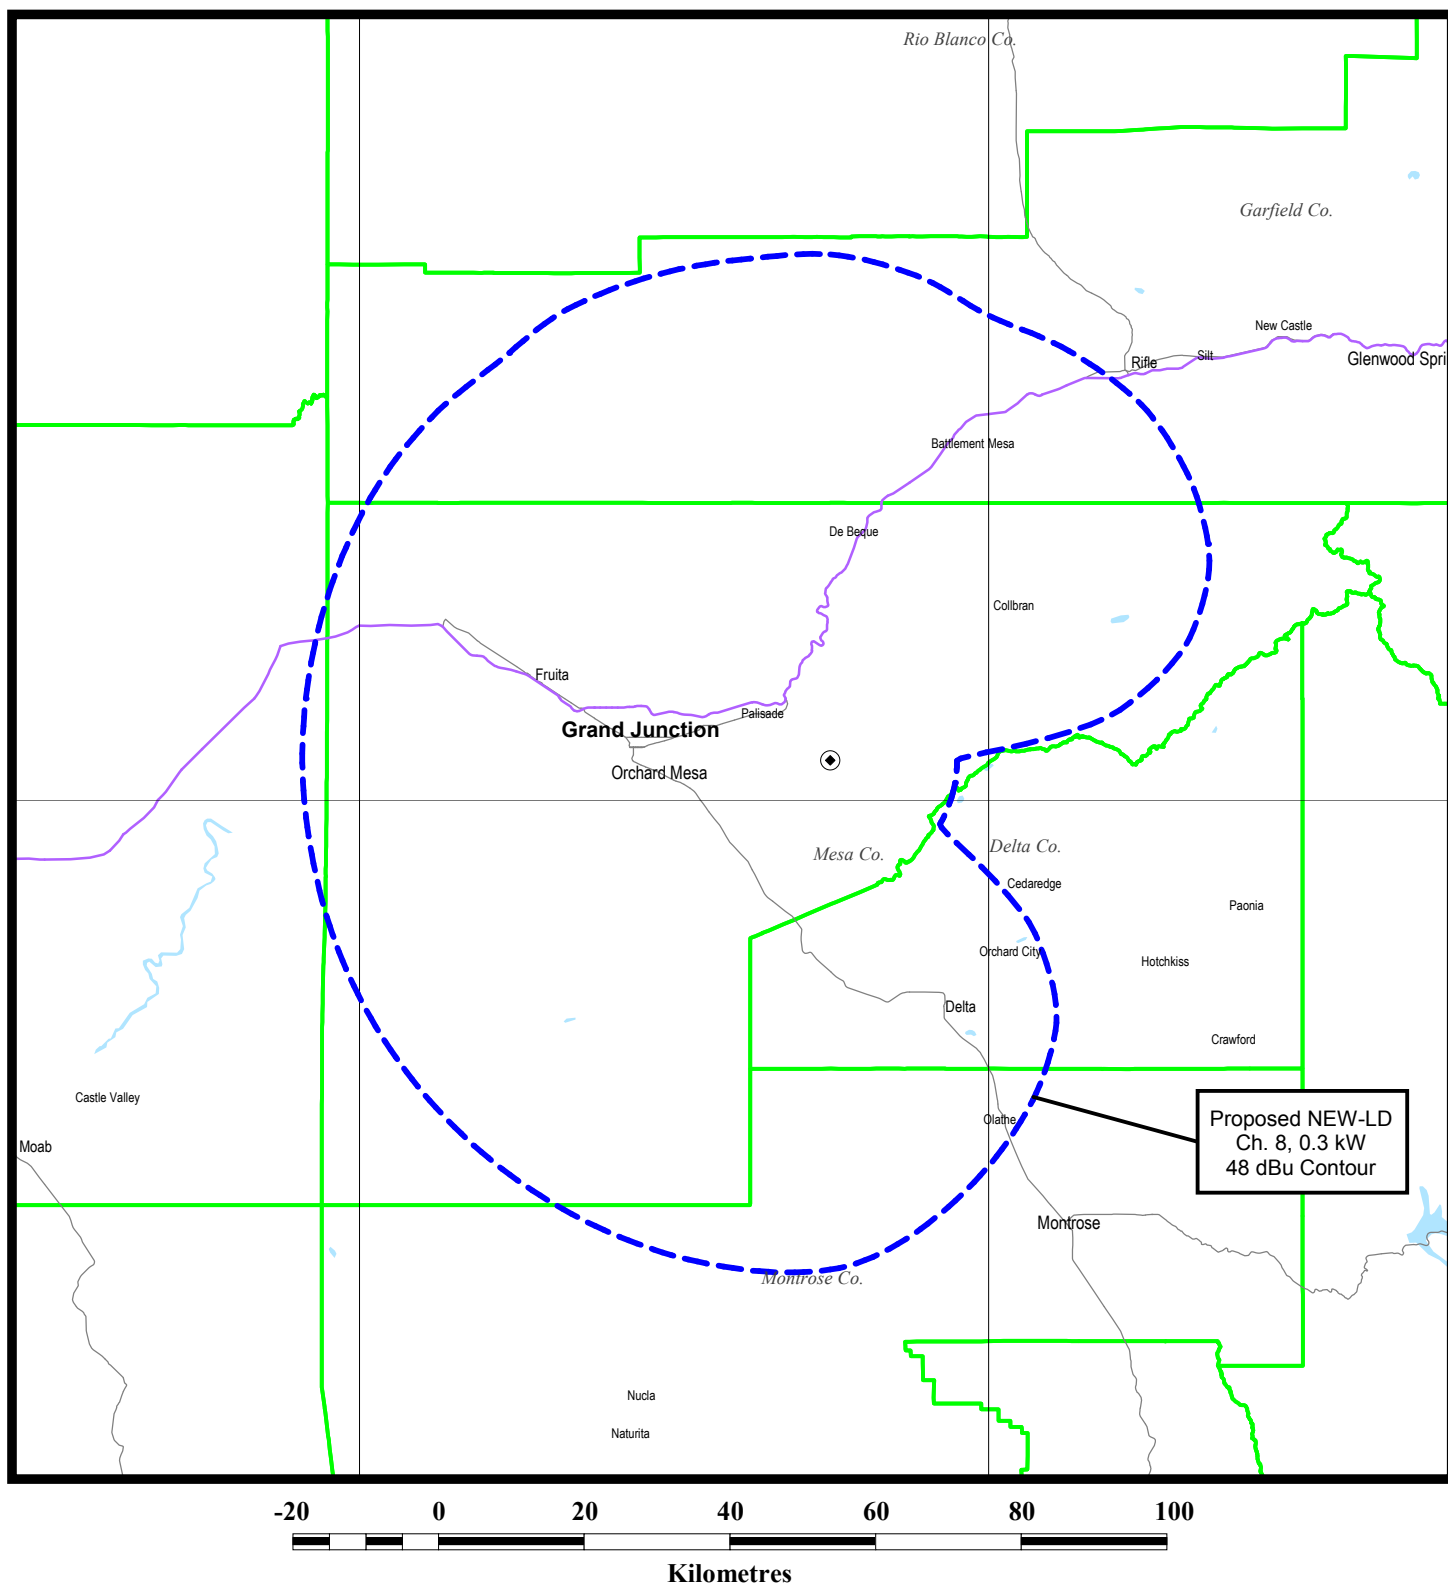 Rio Blanco Co.
Garfield Co.
New Castle
Silt
Rifle
Glenwood Spri
Battlement Mesa
De Beque
Collbran
Fruita
Palisade
Grand Junction
Orchard Mesa
Mesa Co.
Delta Co.
Cedaredge
Paonia
Orchard City
Hotchkiss
Delta
Crawford
Castle Valley
Olathe
Proposed NEW-LD
Ch. 8, 0.3 kW
48 dBu Contour
Moab
Montrose
Montrose Co.
Nucla
Naturita
-20 0 20 40 60 80 100
Kilometres